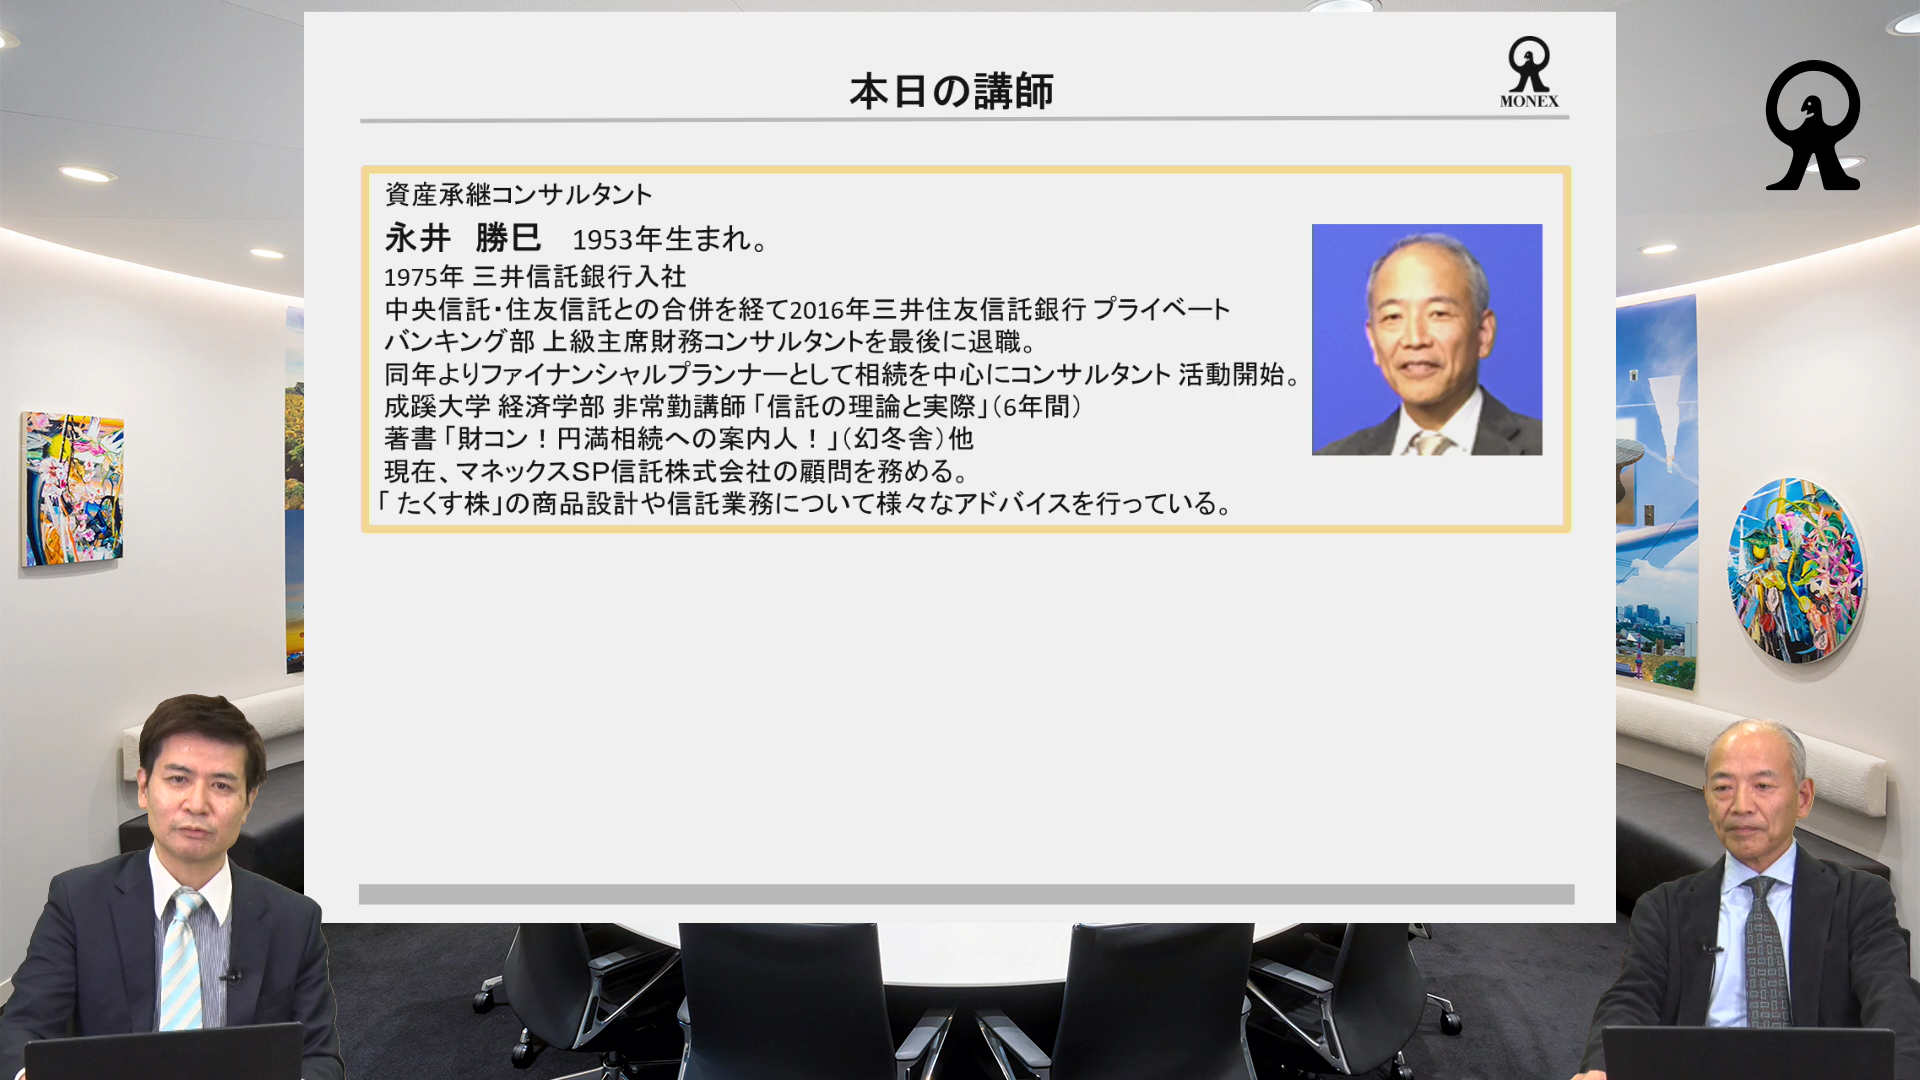 本日の講師
MONEX
資産承継コンサルタント
永井　勝巳　1953年生まれ。
1975年 三井信託銀行入社
中央信託・住友信託との合併を経て2016年三井住友信託銀行 プライベート
バンキング部 上級主席財務コンサルタントを最後に退職。
同年よりファイナンシャルプランナーとして相続を中心にコンサルタント 活動開始。
成蹊大学 経済学部 非常勤講師「信託の理論と実際」（6年間）
著書「財コン！円満相続への案内人！」（幻冬舎）他
現在、マネックスSP信託株式会社の顧問を務める。
「 たくす株」の商品設計や信託業務について様々なアドバイスを行っている。